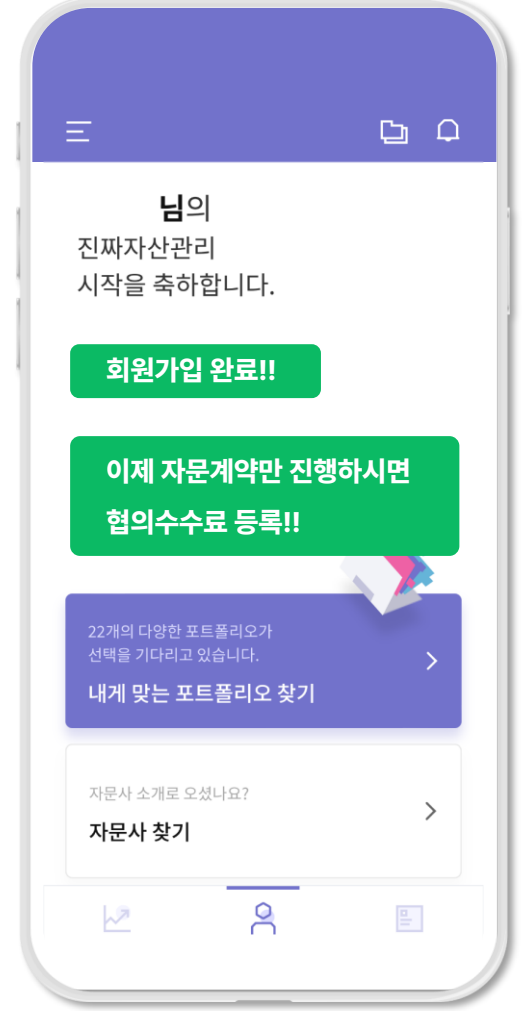 님의
진짜자산관리
시작을 축하합니다.
회원가입 완료!!
이제 자문계약만 진행하시면
협의수수료 등록!!
22개의 다양한 포트폴리오가
선택을 기다리고 있습니다.
내게 맞는 포트폴리오 찾기
자문사 소개로 오셨나요?
자문사 찾기